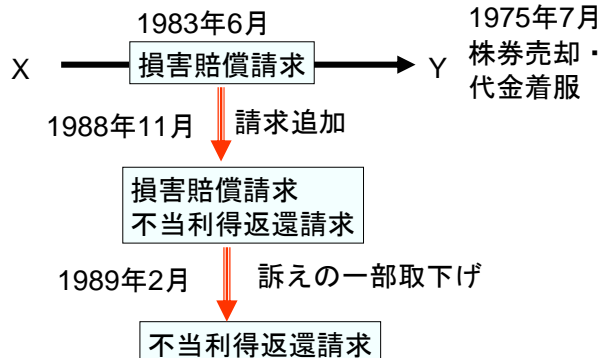 1983年6月
1975年7月
X
損害賠償請求
Y
株券売却・
代金着服
1988年11月
請求追加
損害賠償請求
不当利得返還請求
1989年2月
訴えの一部取下げ
不当利得返還請求